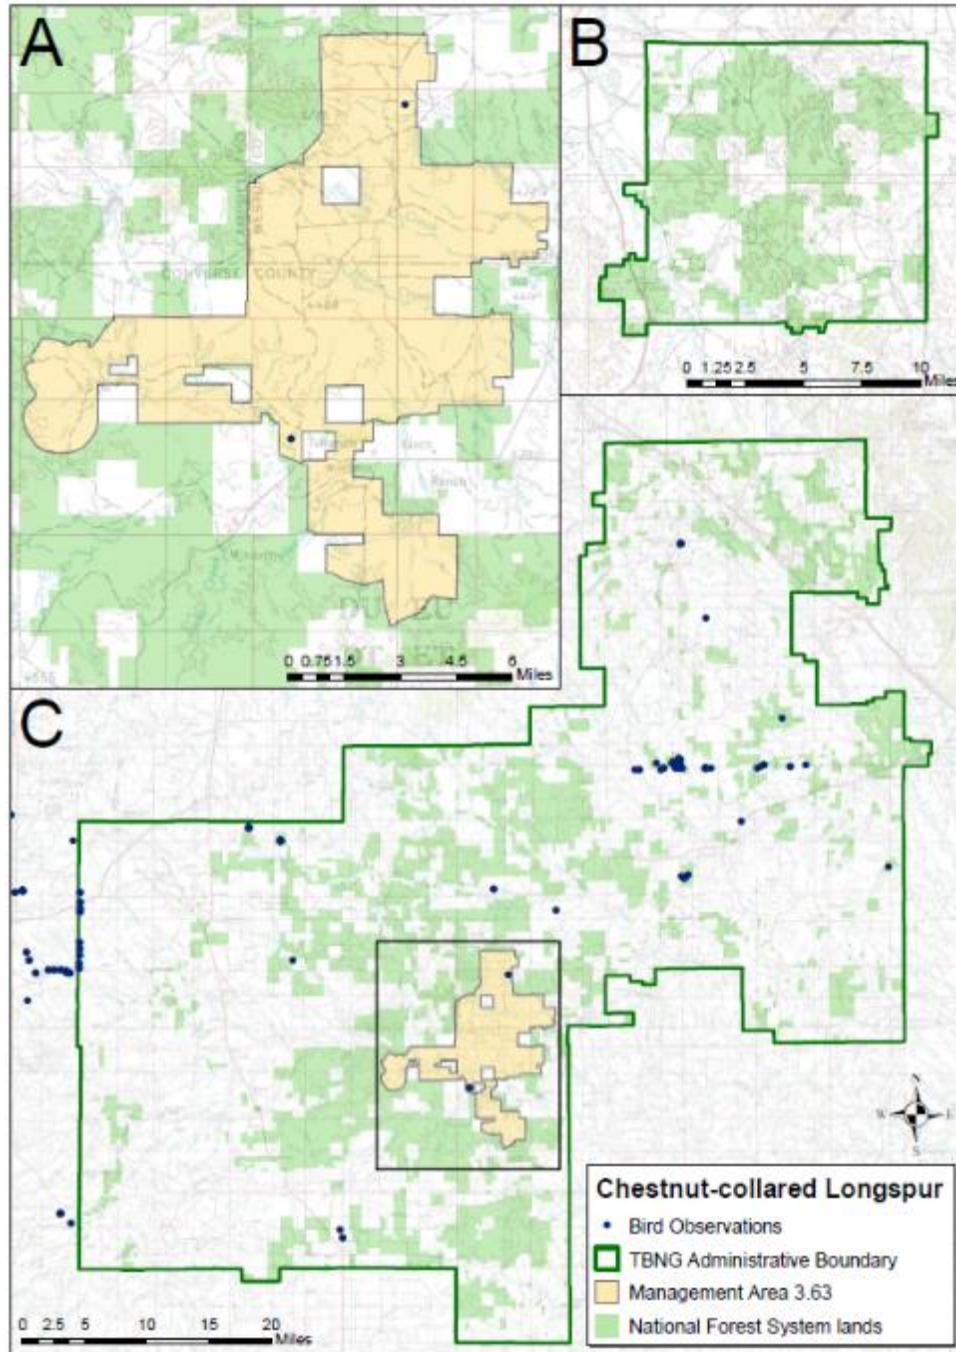 A
CONVERSE COUNTY
Ranch
0 0.75 1.5 3 4.5 6
Miles
B
0 1.25 2.5 5 7.5 10
Miles
C
N
W E
S
Chestnut-collared Longspur
Bird Observations
TBNG Administrative Boundary
Management Area 3.63
National Forest System lands
0 2.5 5 10 15 20
Miles